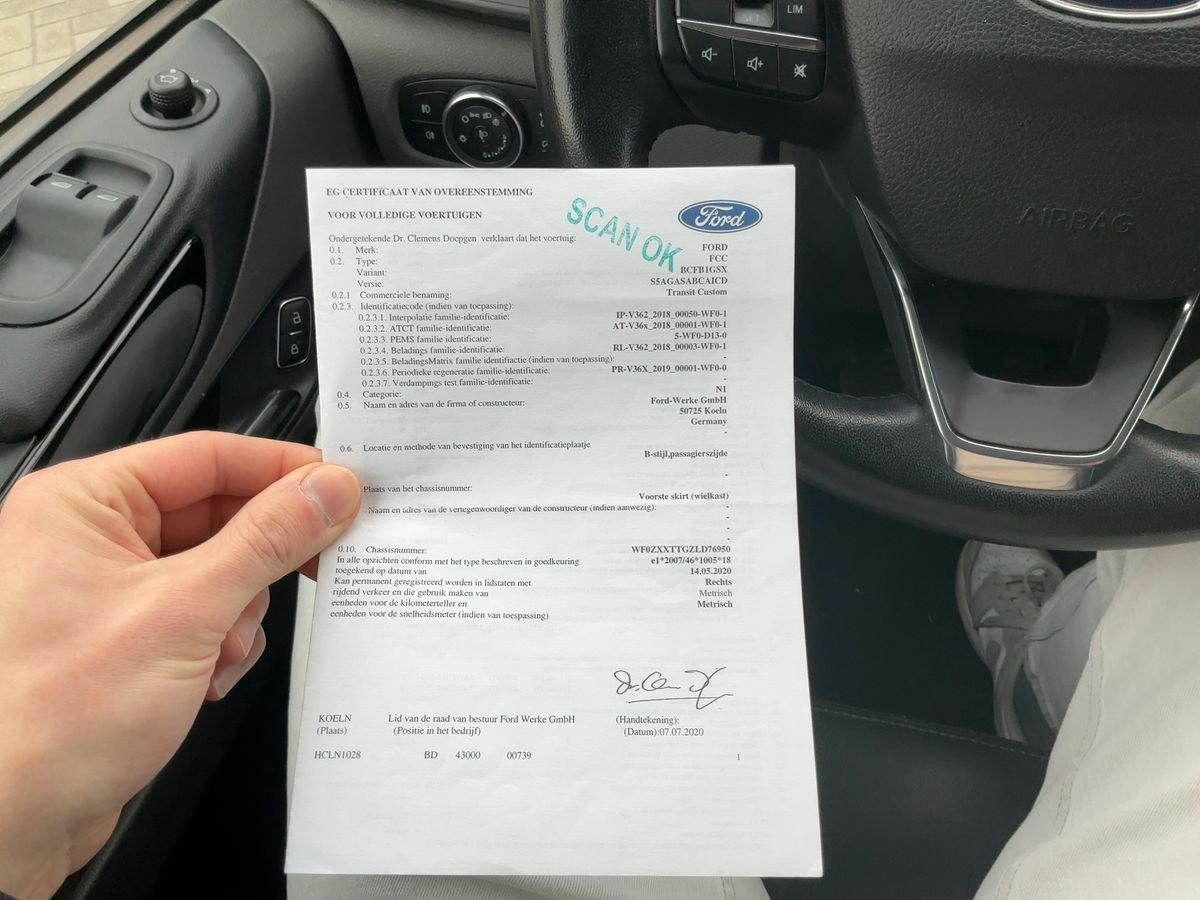 LIM
AIRBAG
EG CERTIFICAAT VAN OVEREENSTEMMING
VOOR VOLLEDIGE VOERTUIGEN
SCAN OK
Ford
Ondergetekende Dr. Clemens Doepgen verklaart dat het voertuig:
0.1. Merk: FORD
0.2. Type: FCC
Variant: BCFB1GSX
Versie: S5AGASABCAICD
0.2.1. Commerciele benaming: Transit Custom
0.2.3. Identificatiecode (indien van toepassing):
0.2.3.1. Interpolatie familie-identificatie: IP-V362_2018_00050-WF0-1
0.2.3.2. ATCT familie-identificatie: AT-V36x_2018_00001-WF0-1
0.2.3.3. PEMS familie identificatie: 5-WF0-D13-0
0.2.3.4. Beladings familie-identificatie: RL-V362_2018_00003-WF0-1
0.2.3.5. BeladingsMatrix familie identifiactie (indien van toepassing): -
0.2.3.6. Periodieke regeneratie familie-identificatie: PR-V36X_2019_00001-WF0-0
0.2.3.7. Verdampings test familie-identificatie: -
0.4. Categorie: N1
0.5. Naam en adres van de firma of constructeur: Ford-Werke GmbH
50725 Koeln
Germany
-
0.6. Locatie en methode van bevestiging van het identificatieplaatje
B-stijl,passagierszijde
-
Plaats van het chassisnummer:
Voorste skirt (wielkast)
Naam en adres van de vertegenwoordiger van de constructeur (indien aanwezig): -
-
-
-
0.10. Chassisnummer: WF0ZXXTTGZLD76950
In alle opzichten conform met het type beschreven in goedkeuring e1*2007/46*1005*18
toegekend op datum van 14.05.2020
Kan permanent geregistreerd worden in lidstaten met Rechts
rijdend verkeer en die gebruik maken van Metrisch
eenheden voor de kilometerteller en Metrisch
eenheden voor de snelheidsmeter (indien van toespassing)
KOELN Lid van de raad van bestuur Ford Werke GmbH (Handtekening):
(Plaats) (Positie in het bedrijf) (Datum):07.07.2020
HCLN1028 BD 43000 00739 1